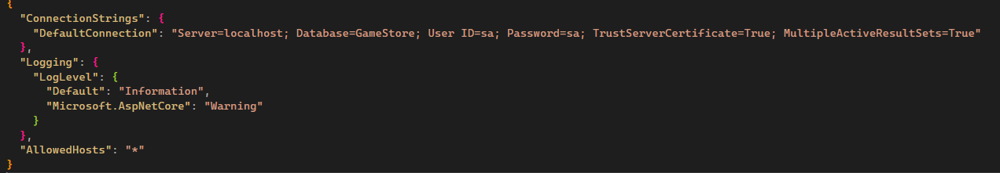 {
  "ConnectionStrings": {
    "DefaultConnection": "Server=localhost; Database=GameStore; User ID=sa; Password=sa; TrustServerCertificate=True; MultipleActiveResultSets=True"
  },
  "Logging": {
    "LogLevel": {
      "Default": "Information",
      "Microsoft.AspNetCore": "Warning"
    }
  },
  "AllowedHosts": "*"
}